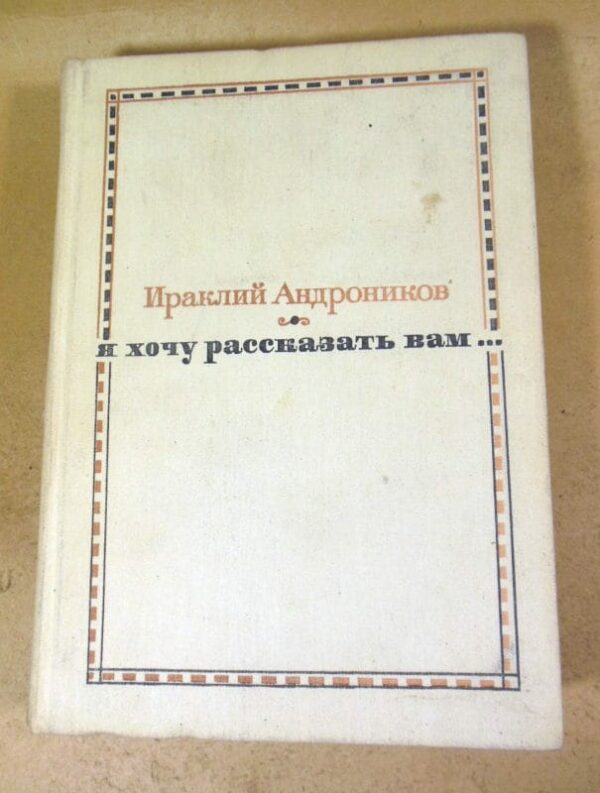 Ираклий Андроников
я хочу рассказать вам...